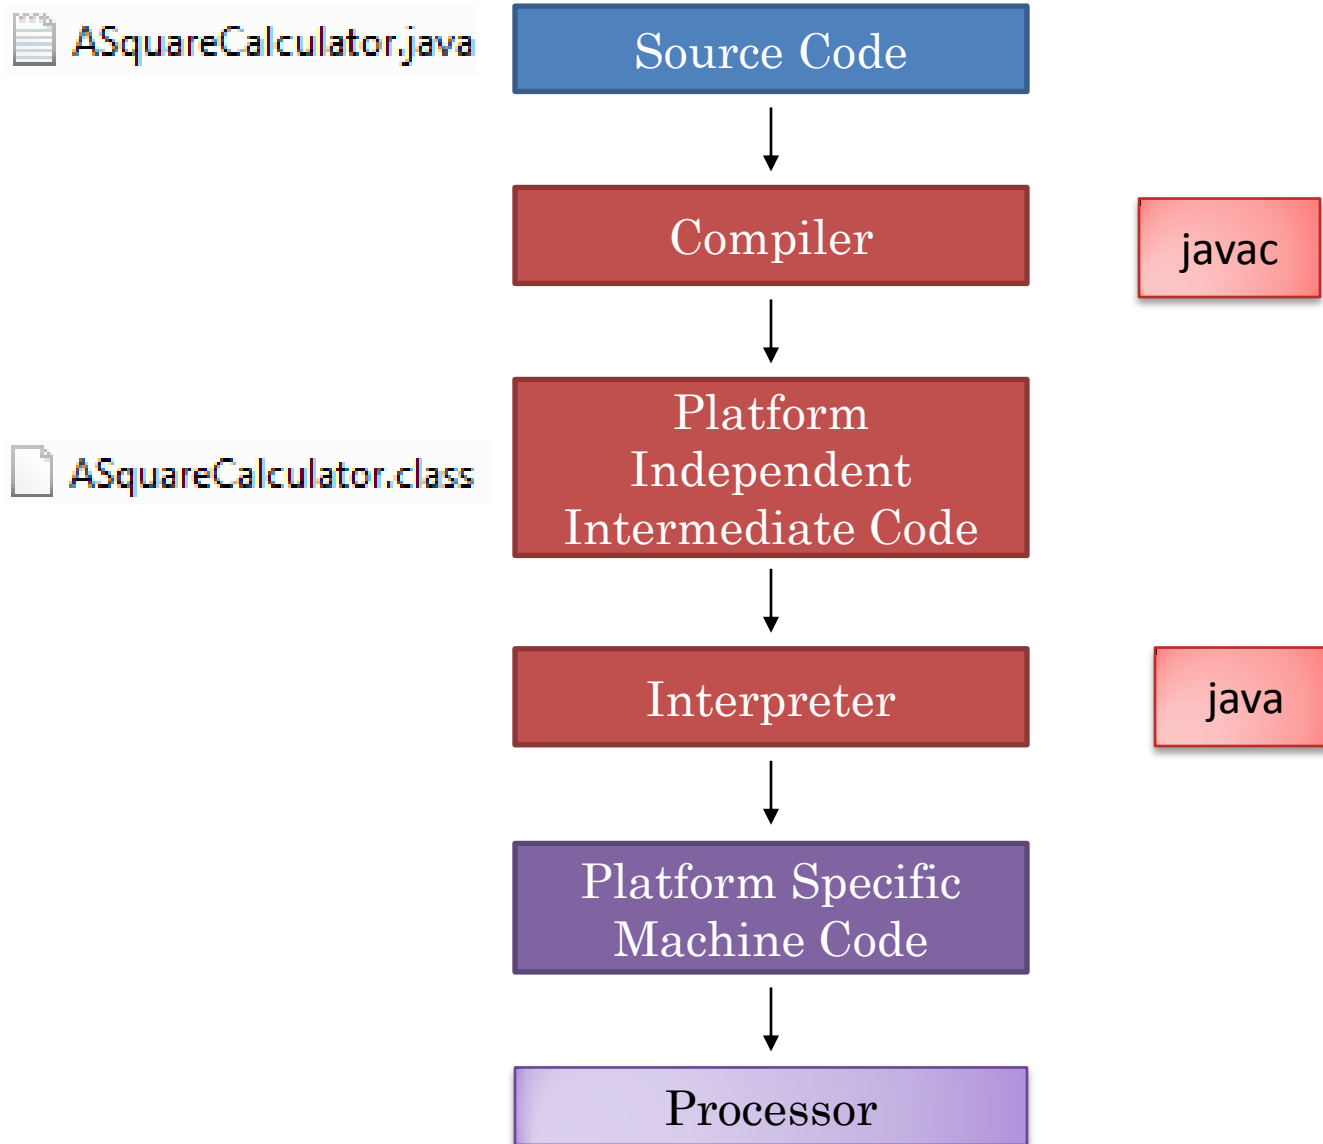 ASquareCalculator.java
Source Code
Compiler
javac
Platform
Independent
Intermediate Code
ASquareCalculator.class
Interpreter
java
Platform Specific
Machine Code
Processor